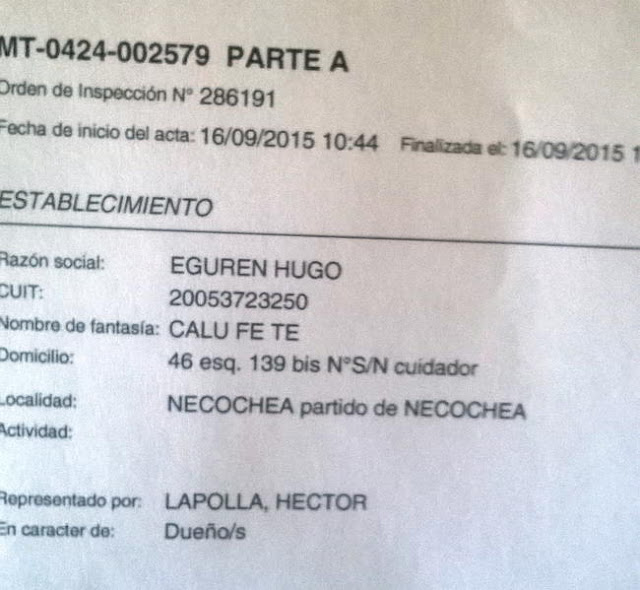 MT-0424-002579 PARTE A
Orden de Inspección N° 286191
Fecha de inicio del acta: 16/09/2015 10:44 Finalizada el: 16/09/2015 1
ESTABLECIMIENTO
Razón social: EGUREN HUGO
CUIT: 20053723250
Nombre de fantasía: CALU FE TE
Domicilio: 46 esq. 139 bis N°S/N cuidador
Localidad: NECOCHEA partido de NECOCHEA
Actividad:
Representado por: LAPOLLA, HECTOR
En caracter de: Dueño/s